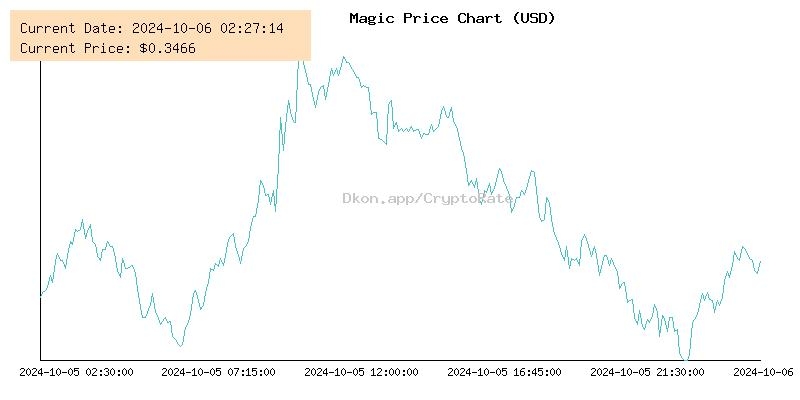 Magic Price Chart (USD)
Current Date: 2024-10-06 02:27:14
Current Price: $0.3466
Dkon.app/CryptoRate
2024-10-05 02:30:00 2024-10-05 07:15:00 2024-10-05 12:00:00 2024-10-05 16:45:00 2024-10-05 21:30:00 2024-10-06